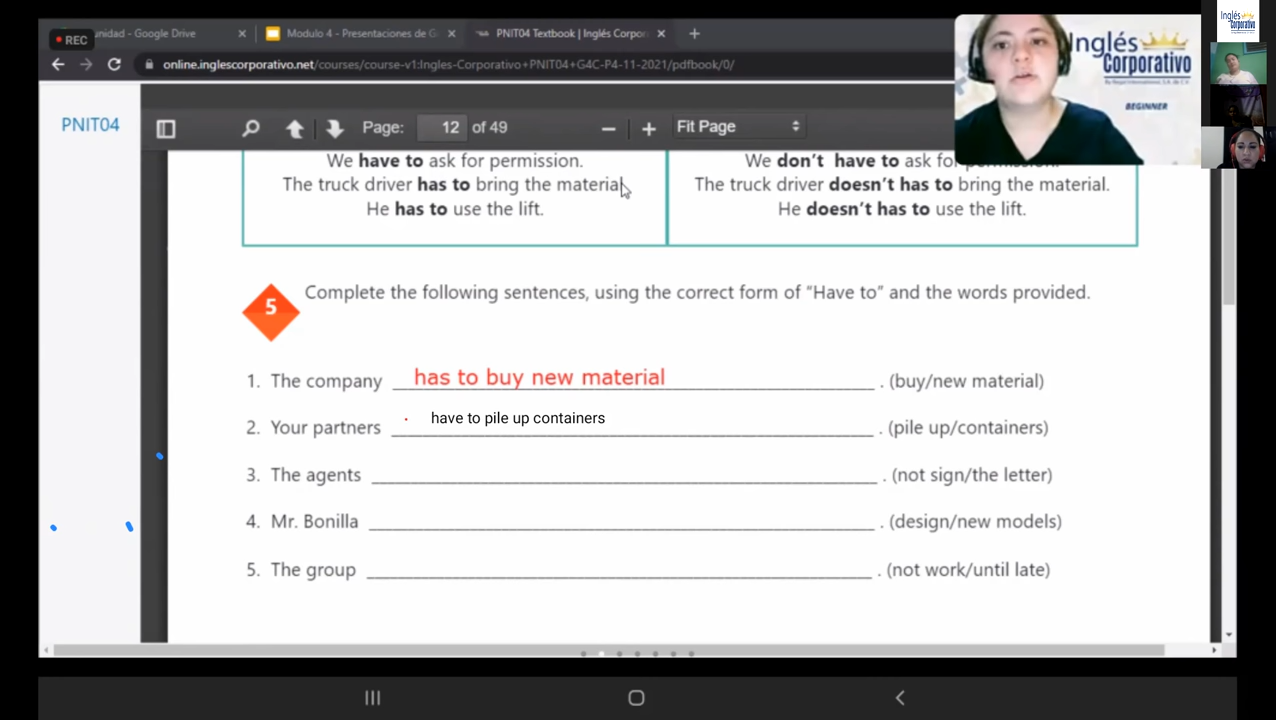 REC
unidad - Google Drive
Modulo 4 - Presentaciones de G
PNIT04 Textbook | Inglés Corpor
online.inglescorporativo.net/courses/course-v1:Ingles-Corporativo+PNIT04+G4C-P4-11-2021/pdfbook/0/
Inglés
Corporativo
BEGINNER
Inglés
Corporativo
PNIT04
Page: 12 of 49
Fit Page
We have to ask for permission.
The truck driver has to bring the material.
He has to use the lift.
We don't have to ask for permission.
The truck driver doesn't has to bring the material.
He doesn't has to use the lift.
5 Complete the following sentences, using the correct form of "Have to" and the words provided.
1. The company has to buy new material . (buy/new material)
2. Your partners have to pile up containers . (pile up/containers)
3. The agents . (not sign/the letter)
4. Mr. Bonilla . (design/new models)
5. The group . (not work/until late)